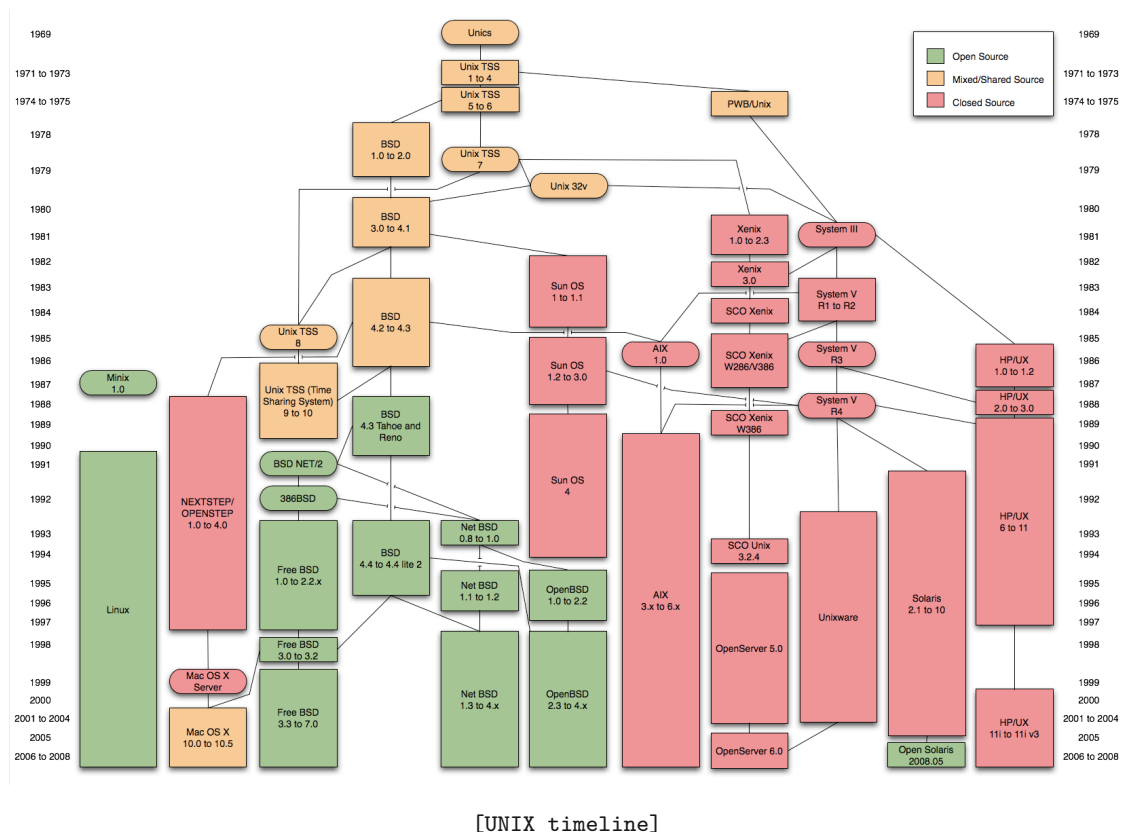 1969
1971 to 1973
1974 to 1975
1978
1979
1980
1981
1982
1983
1984
1985
1986
1987
1988
1989
1990
1991
1992
1993
1994
1995
1996
1997
1998
1999
2000
2001 to 2004
2005
2006 to 2008
Unics
Unix TSS
1 to 4
Unix TSS
5 to 6
PWB/Unix
BSD
1.0 to 2.0
Unix TSS
7
Unix 32v
BSD
3.0 to 4.1
Xenix
1.0 to 2.3
System III
Xenix
3.0
Sun OS
1 to 1.1
BSD
4.2 to 4.3
SCO Xenix
System V
R1 to R2
Unix TSS
8
AIX
1.0
SCO Xenix
W286/V386
System V
R3
HP/UX
1.0 to 1.2
Sun OS
1.2 to 3.0
Minix
1.0
Unix TSS (Time
Sharing System)
9 to 10
HP/UX
2.0 to 3.0
System V
R4
BSD
4.3 Tahoe and
Reno
SCO Xenix
W386
BSD NET/2
Sun OS
4
386BSD
NEXTSTEP/
OPENSTEP
1.0 to 4.0
HP/UX
6 to 11
Net BSD
0.8 to 1.0
SCO Unix
3.2.4
BSD
4.4 to 4.4 lite 2
Free BSD
1.0 to 2.2.x
Net BSD
1.1 to 1.2
OpenBSD
1.0 to 2.2
Linux
AIX
3.x to 6.x
Unixware
Solaris
2.1 to 10
Free BSD
3.0 to 3.2
OpenServer 5.0
Mac OS X
Server
Net BSD
1.3 to 4.x
OpenBSD
2.3 to 4.x
Free BSD
3.3 to 7.0
Mac OS X
10.0 to 10.5
HP/UX
11i to 11i v3
OpenServer 6.0
Open Solaris
2008.05
Open Source
Mixed/Shared Source
Closed Source
1969
1971 to 1973
1974 to 1975
1978
1979
1980
1981
1982
1983
1984
1985
1986
1987
1988
1989
1990
1991
1992
1993
1994
1995
1996
1997
1998
1999
2000
2001 to 2004
2005
2006 to 2008
[UNIX timeline]